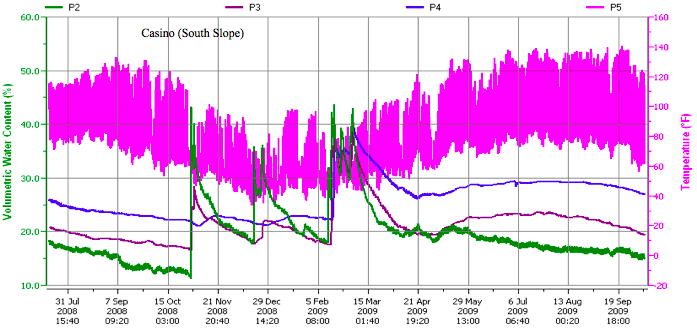 P2 P3 P4 P5
Casino (South Slope)
Volumetric Water Content (%)
60.0
50.0
40.0
30.0
20.0
10.0
Temperature (°F)
160
140
120
100
80
60
40
20
0
-20
31 Jul 7 Sep 15 Oct 21 Nov 29 Dec 5 Feb 15 Mar 21 Apr 29 May 6 Jul 13 Aug 19 Sep
2008 2008 2008 2008 2008 2009 2009 2009 2009 2009 2009 2009
15:40 09:20 03:00 20:40 14:20 08:00 01:40 19:20 13:00 06:40 00:20 18:00